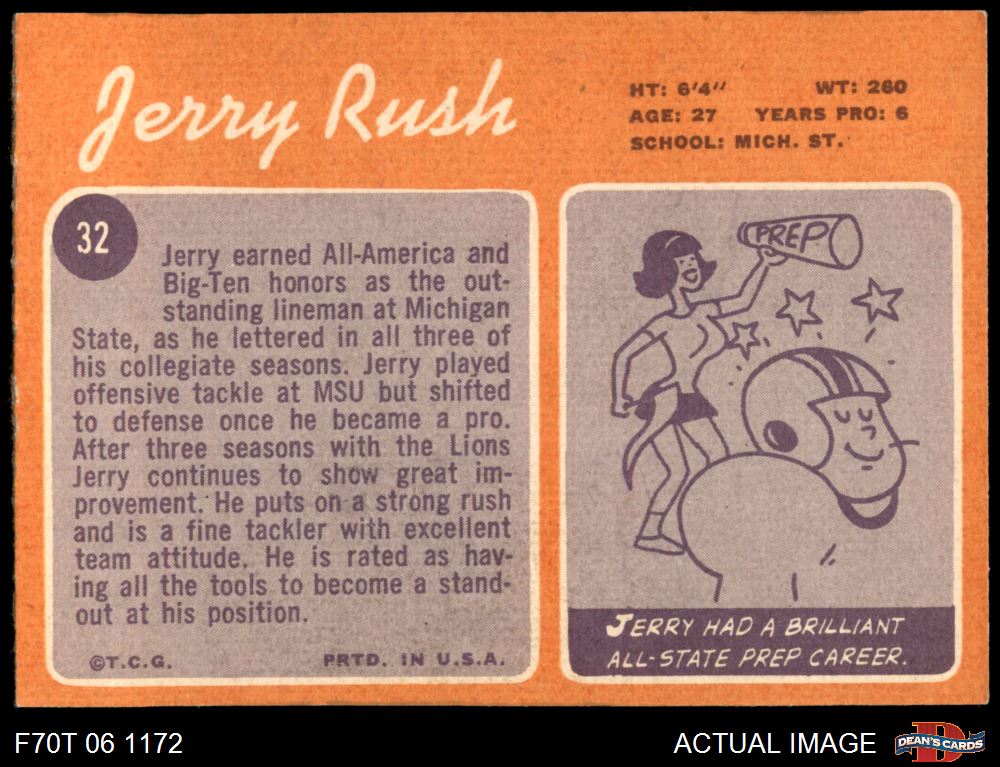 Jerry Rush
HT: 6'4" WT: 260
AGE: 27 YEARS PRO: 6
SCHOOL: MICH. ST.
32
Jerry earned All-America and
Big-Ten honors as the out-
standing lineman at Michigan
State, as he lettered in all three of
his collegiate seasons. Jerry played
offensive tackle at MSU but shifted
to defense once he became a pro.
After three seasons with the Lions
Jerry continues to show great im-
provement. He puts on a strong rush
and is a fine tackler with excellent
team attitude. He is rated as hav-
ing all the tools to become a stand-
out at his position.
©T.C.G. PRTD. IN U.S.A.
PREP
JERRY HAD A BRILLIANT
ALL-STATE PREP CAREER.
F70T 06 1172
ACTUAL IMAGE
D
DEAN'S CARDS